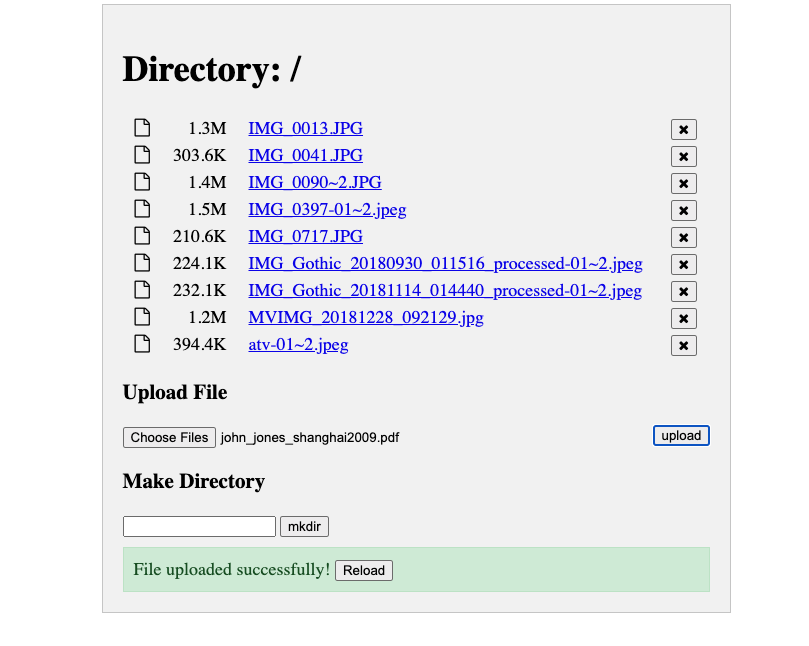 Directory: /
1.3M IMG_0013.JPG ✖
303.6K IMG_0041.JPG ✖
1.4M IMG_0090~2.JPG ✖
1.5M IMG_0397-01~2.jpeg ✖
210.6K IMG_0717.JPG ✖
224.1K IMG_Gothic_20180930_011516_processed-01~2.jpeg ✖
232.1K IMG_Gothic_20181114_014440_processed-01~2.jpeg ✖
1.2M MVIMG_20181228_092129.jpg ✖
394.4K atv-01~2.jpeg ✖
Upload File
Choose Files john_jones_shanghai2009.pdf upload
Make Directory
mkdir
File uploaded successfully! Reload